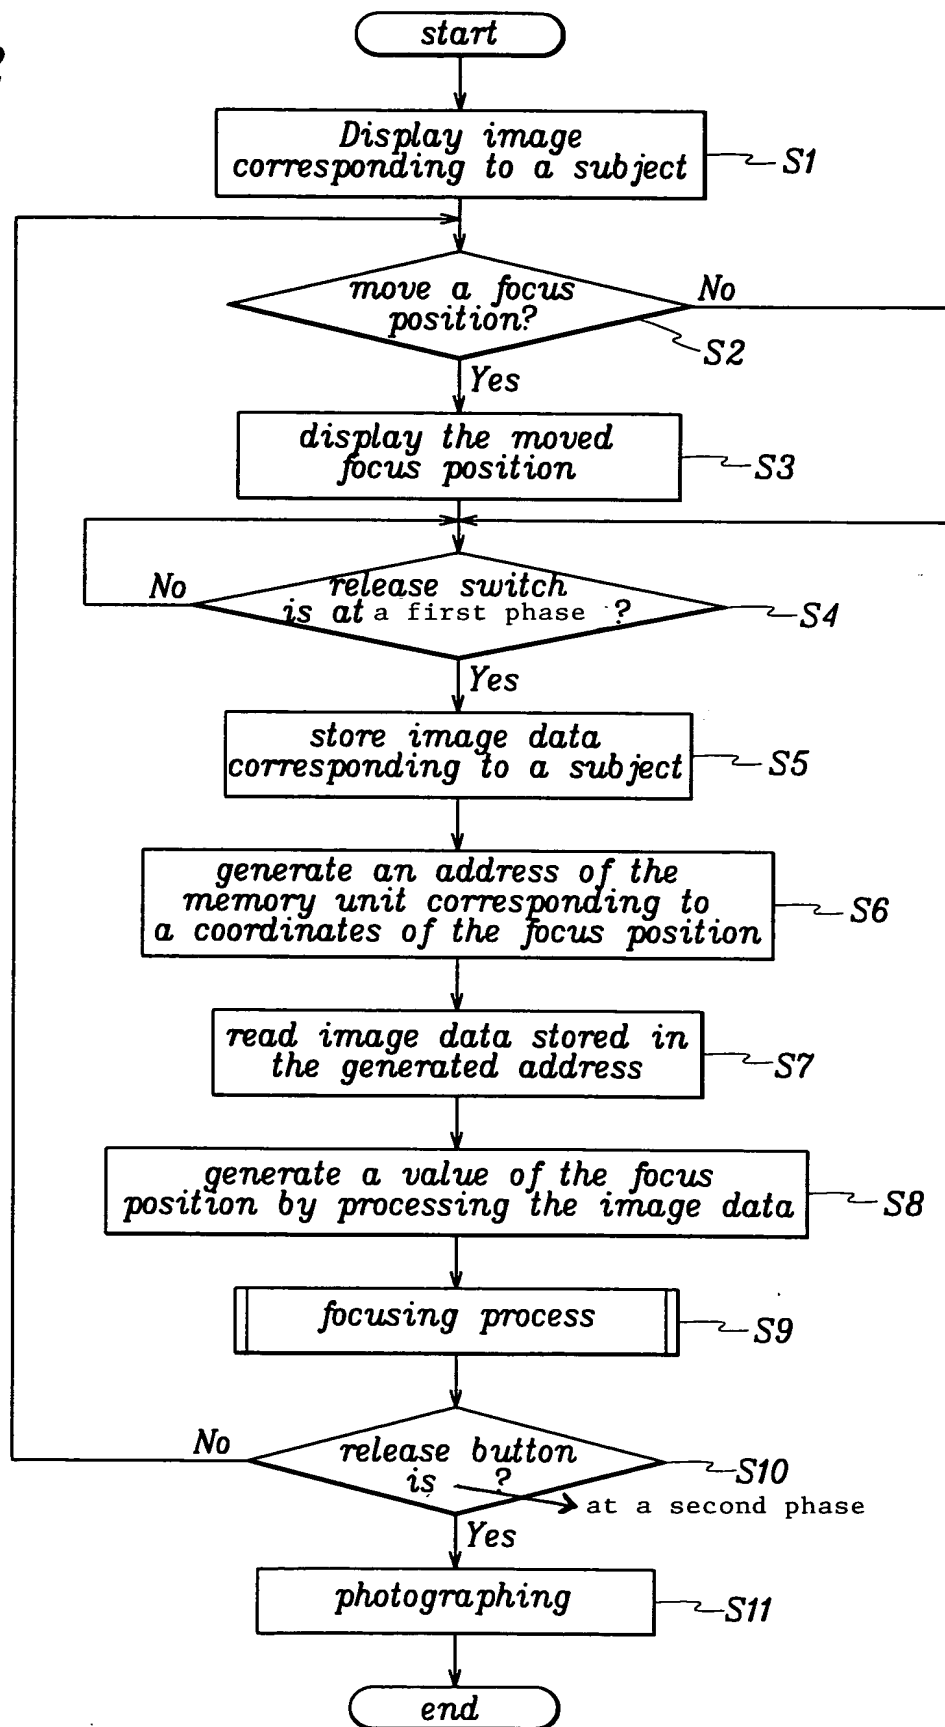 start
Display image
corresponding to a subject
S1
move a focus
position?
No
S2
Yes
display the moved
focus position
S3
No
release switch
is at a first phase ?
S4
Yes
store image data
corresponding to a subject
S5
generate an address of the
memory unit corresponding to
a coordinates of the focus position
S6
read image data stored in
the generated address
S7
generate a value of the focus
position by processing the image data
S8
focusing process
S9
No
release button
is ?
S10
at a second phase
Yes
photographing
S11
end